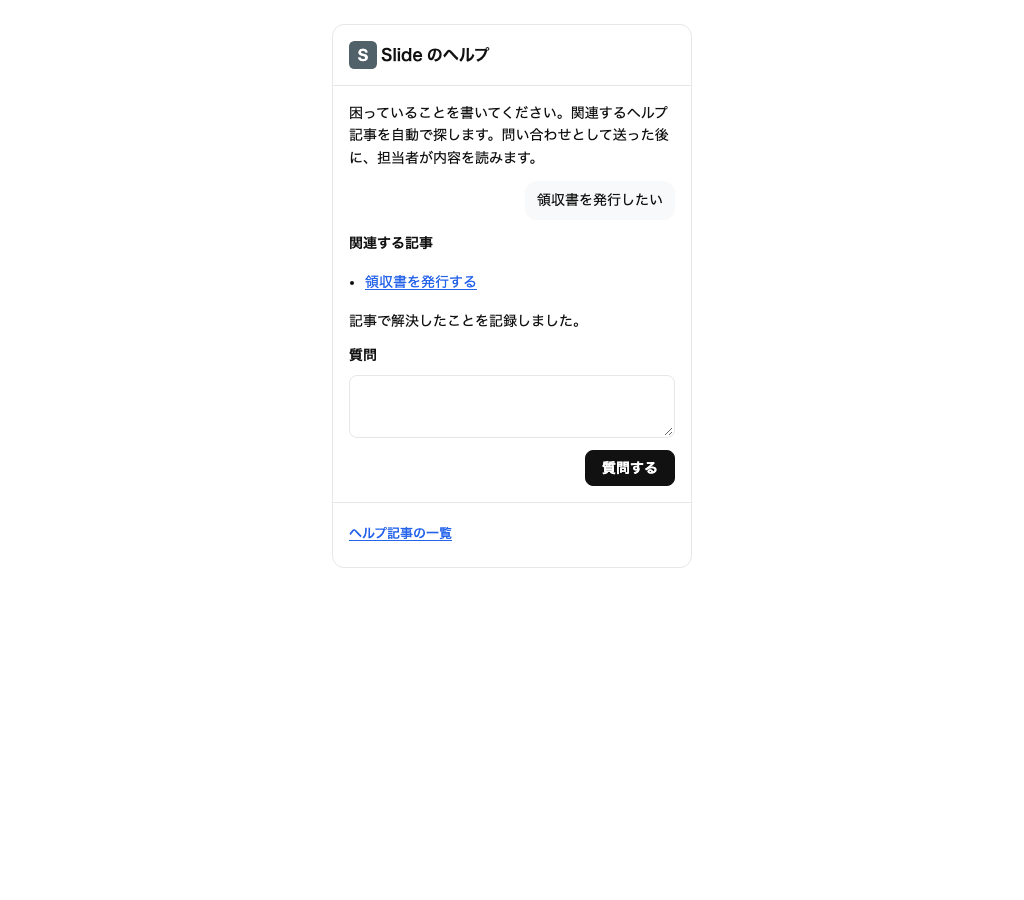 S Slide のヘルプ
困っていることを書いてください。関連するヘルプ
記事を自動で探します。問い合わせとして送った後
に、担当者が内容を読みます。
領収書を発行したい
関連する記事
• 領収書を発行する
記事で解決したことを記録しました。
質問
質問する
ヘルプ記事の一覧